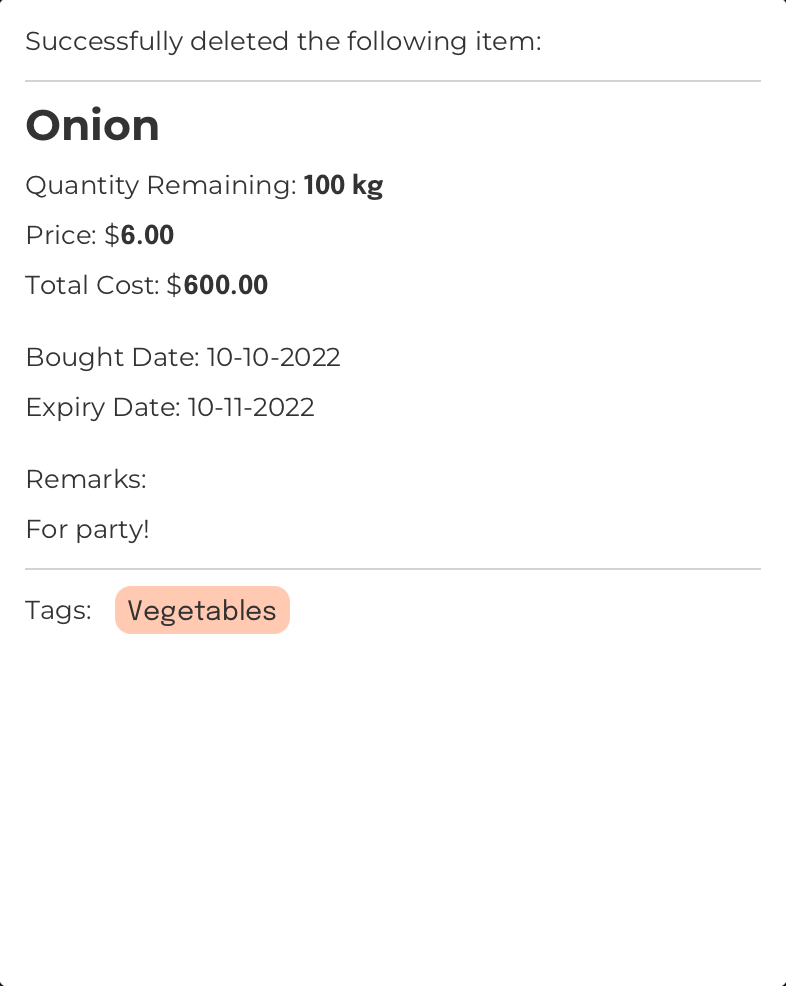 Successfully deleted the following item:
Onion
Quantity Remaining: 100 kg
Price: $6.00
Total Cost: $600.00
Bought Date: 10-10-2022
Expiry Date: 10-11-2022
Remarks:
For party!
Tags: Vegetables